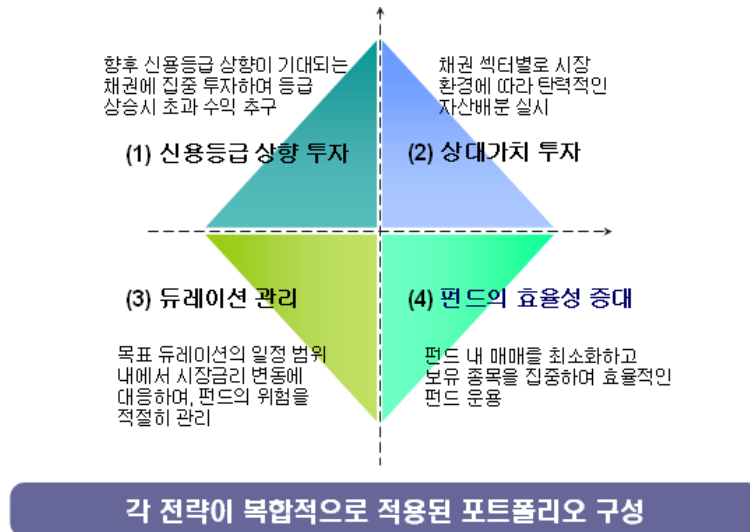 향후 신용등급 상향이 기대되는
채권에 집중 투자하며 등급
상승시 초과 수익 추구
(1) 신용등급 상향 투자
채권 섹터별로 시장
환경에 따라 탄력적인
자산배분 실시
(2) 상대가치 투자
(3) 듀레이션 관리
목표 듀레이션의 일정 범위
내에서 시장금리 변동에
대응하며, 펀드의 위험을
적절히 관리
(4) 펀드의 효율성 증대
펀드 내 매매를 최소화하고
보유 종목을 집중하며 효율적인
펀드 운용
각 전략이 복합적으로 적용된 포트폴리오 구성